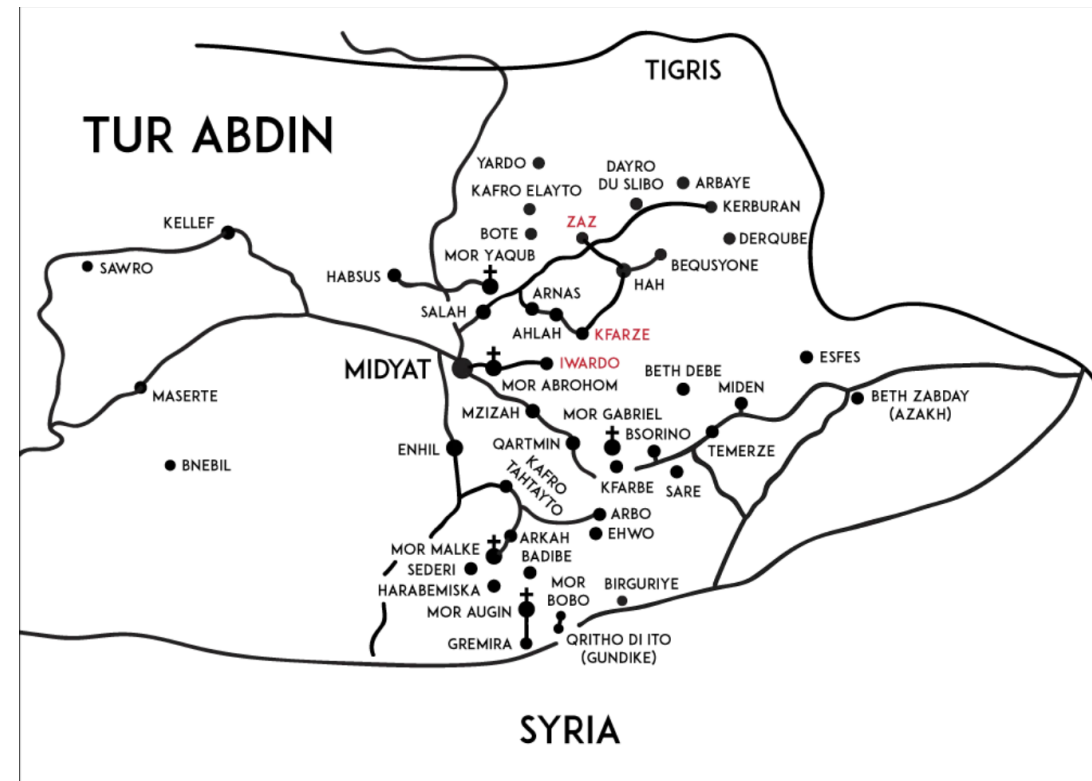 TIGRIS
TUR ABDIN
YARDO
DAYRO
DU SLIBO
ARBAYE
KAFRO ELAYTO
KERBURAN
KELLEF
ZAZ
BOTE
DERQUBE
MOR YAQUB
SAWRO
HABSUS
BEQUSYONE
HAH
ARNAS
SALAH
AHLAH
KFARZE
MIDYAT
IWARDO
ESFES
MOR ABROHOM
BETH DEBE
MIDEN
MASERTE
BETH ZABDAY
(AZAKH)
MZIZAH
MOR GABRIEL
BSORINO
ENHIL
QARTMIN
TEMERZE
BNEBIL
KAFRO
TAHTAYTO
KFARBE
SARE
ARBO
EHWO
ARKAH
MOR MALKE
BADIBE
SEDERI
HARABEMISKA
MOR
BOBO
BIRGURIYE
MOR AUGIN
GREMIRA
QRITHO DI ITO
(GUNDIKE)
SYRIA